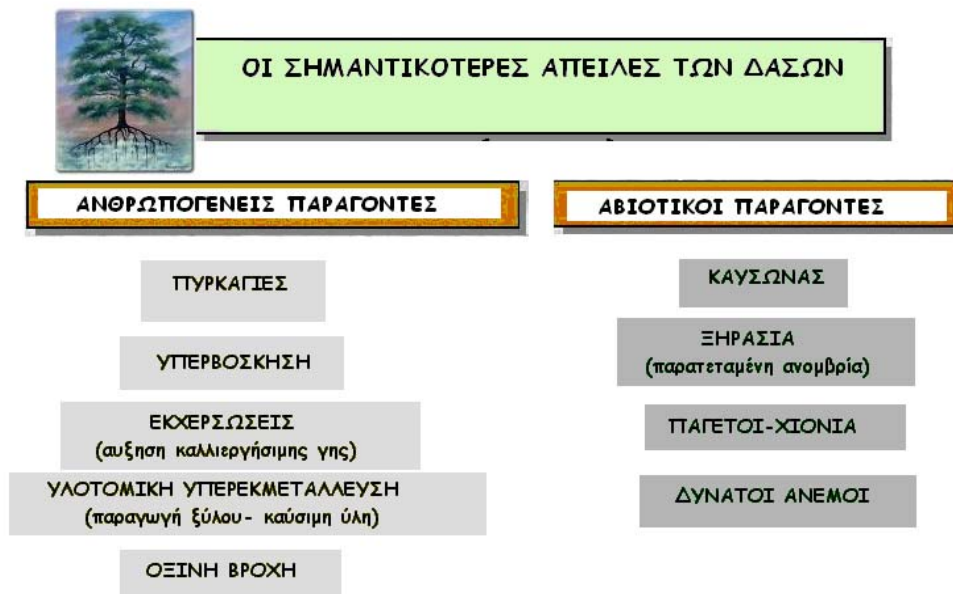 ΟΙ ΣΗΜΑΝΤΙΚΟΤΕΡΕΣ ΑΠΕΙΛΕΣ ΤΩΝ ΔΑΣΩΝ
ΑΝΘΡΩΠΟΓΕΝΕΙΣ ΠΑΡΑΓΟΝΤΕΣ
ΠΥΡΚΑΓΙΕΣ
ΥΠΕΡΒΟΣΚΗΣΗ
ΕΚΧΕΡΣΩΣΕΙΣ
(αυξηση καλλιεργήσιμης γης)
ΥΛΟΤΟΜΙΚΗ ΥΠΕΡΕΚΜΕΤΑΛΛΕΥΣΗ
(παραγωγή ξύλου- καύσιμη ύλη)
ΟΞΙΝΗ ΒΡΟΧΗ
ΑΒΙΟΤΙΚΟΙ ΠΑΡΑΓΟΝΤΕΣ
ΚΑΥΣΩΝΑΣ
ΞΗΡΑΣΙΑ
(παρατεταμένη ανομβρία)
ΠΑΓΕΤΟΙ-ΧΙΟΝΙΑ
ΔΥΝΑΤΟΙ ΑΝΕΜΟΙ